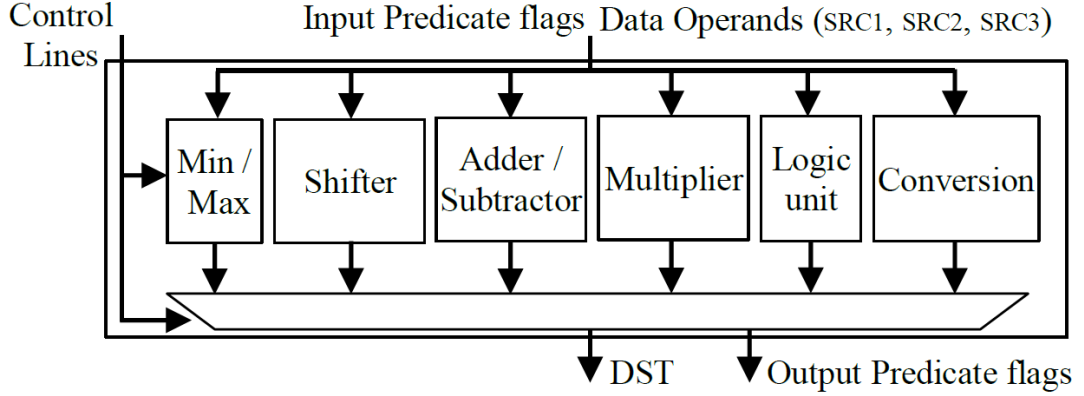 Control
Lines
Input Predicate flags
Data Operands (SRC1, SRC2, SRC3)
Min /
Max
Shifter
Adder /
Subtractor
Multiplier
Logic
unit
Conversion
DST
Output Predicate flags